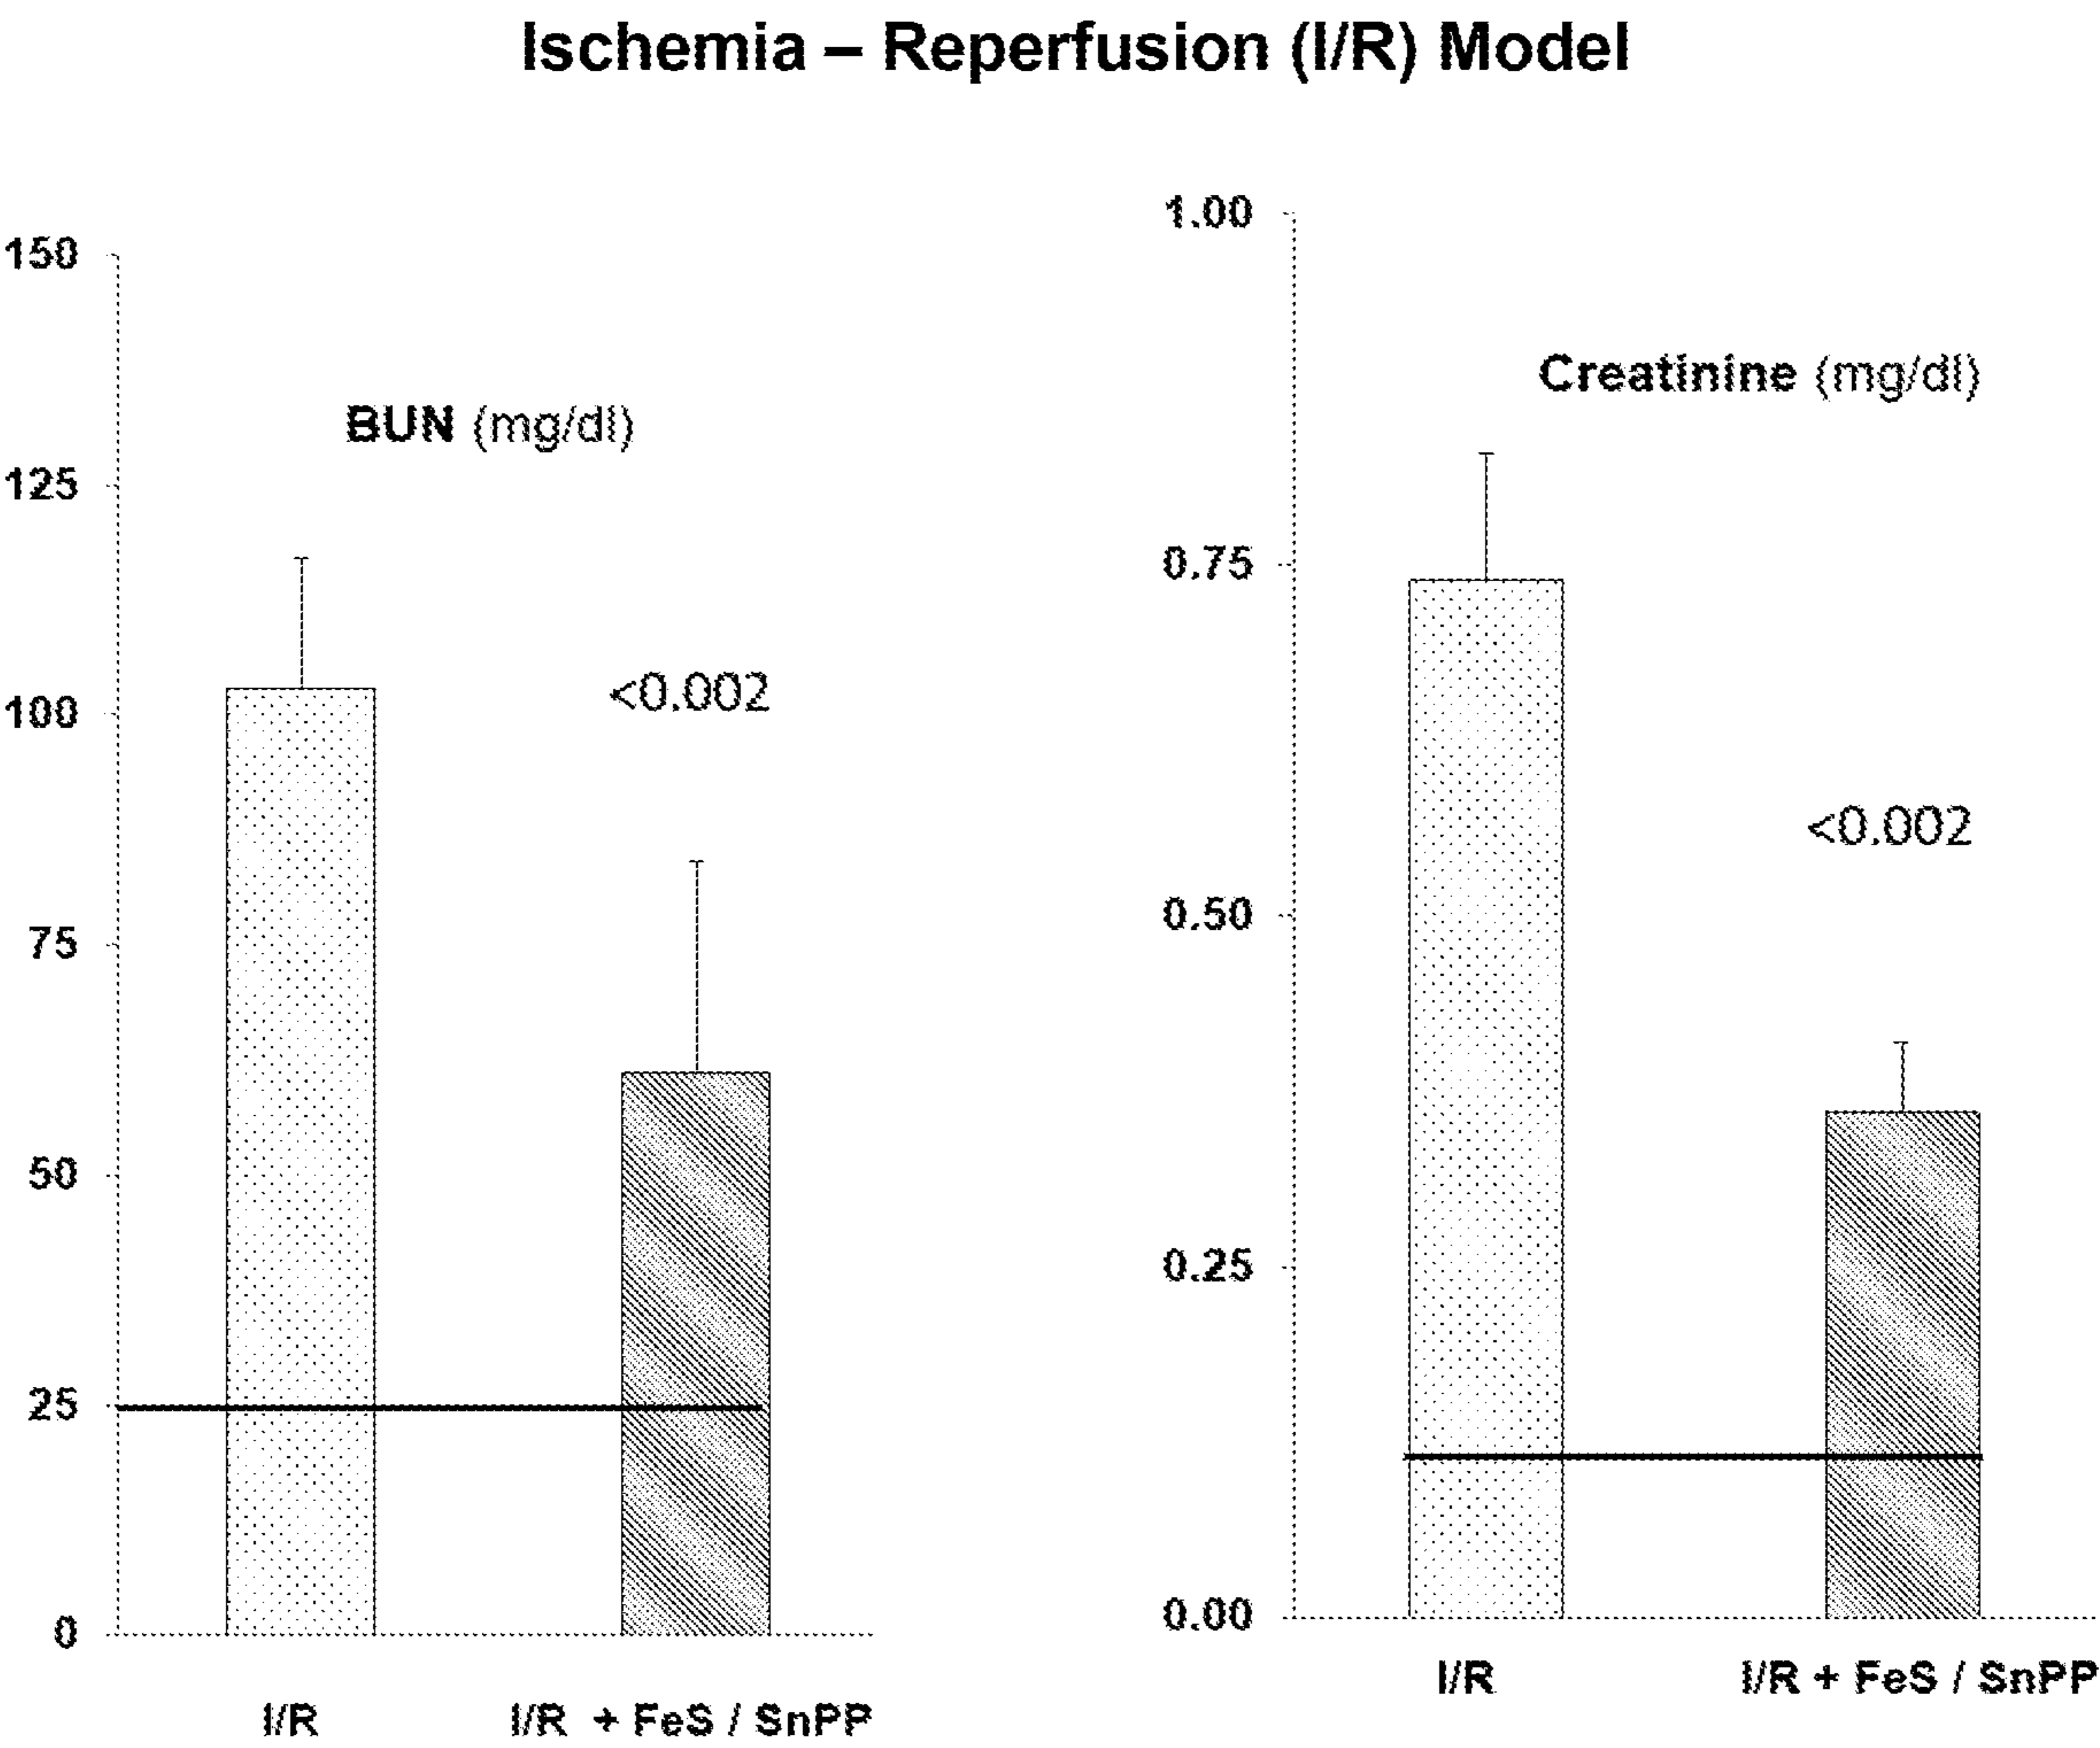 Ischemia – Reperfusion (I/R) Model
BUN (mg/dl)
150
125
100
75
50
25
0
<0.002
I/R
I/R + FeS / SnPP
Creatinine (mg/dl)
1.00
0.75
0.50
0.25
0.00
<0.002
I/R
I/R + FeS / SnPP